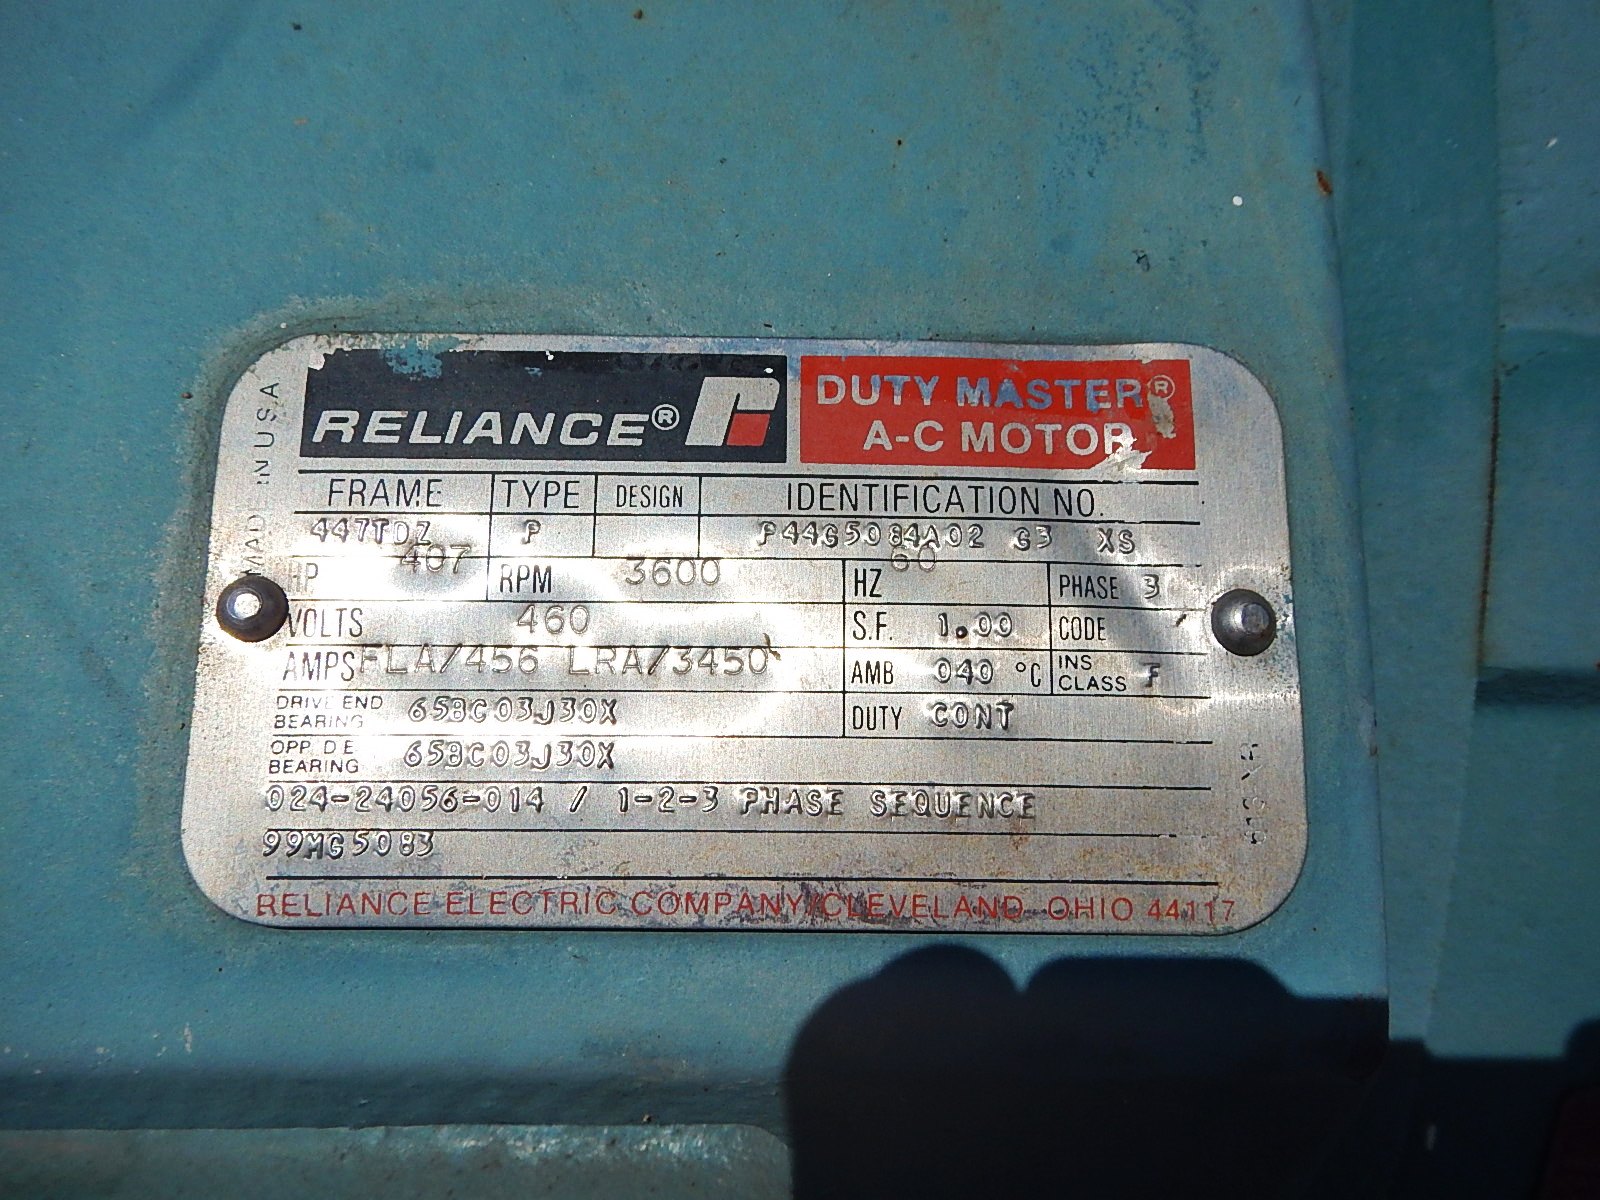 MADE IN U.S.A
RELIANCE®
DUTY MASTER®
A-C MOTOR
FRAME TYPE DESIGN IDENTIFICATION NO.
447TDZ P P44G5084A02 G3 XS
HP 407 RPM 3600 HZ 60 PHASE 3
VOLTS 460 S.F. 1.00 CODE
AMPS FLA/456 LRA/3450 AMB 040 °C INS CLASS F
DRIVE END BEARING 65BC03J30X DUTY CONT
OPP. D E BEARING 65BC03J30X
024-24056-014 / 1-2-3 PHASE SEQUENCE
99MG5083
RELIANCE ELECTRIC COMPANY/CLEVELAND, OHIO 44117